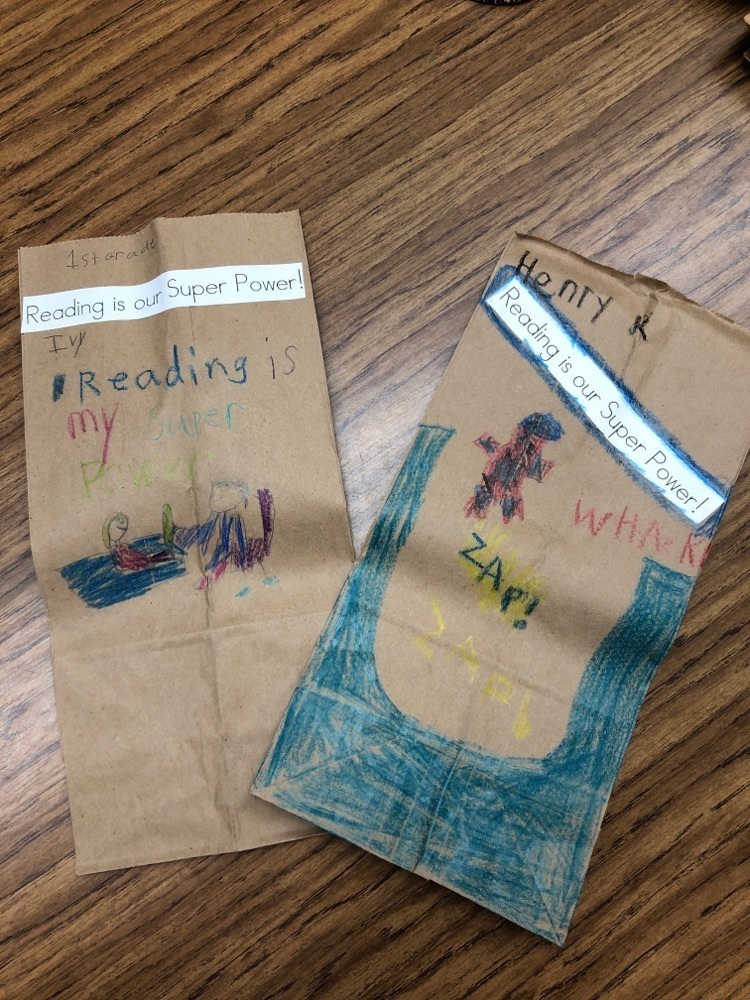 1st Grade
Reading is our Super Power!
Ivy
Reading is
my super
Power
Henry K
Reading is our Super Power!
ZAP!
ZAP!